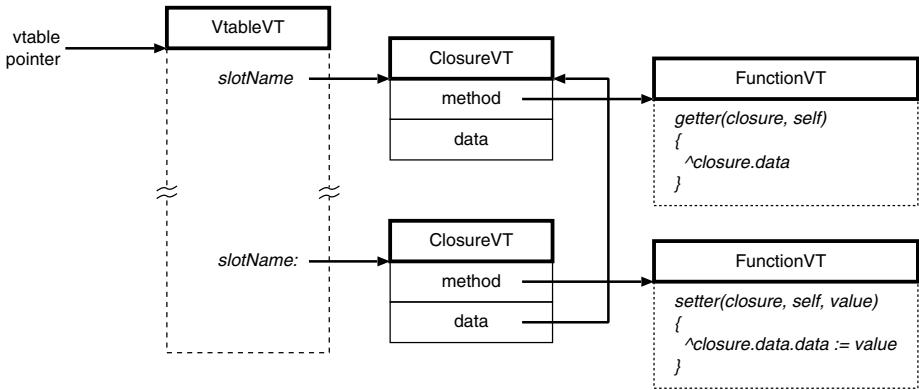 vtable
pointer
VtableVT
slotName
ClosureVT
method
data
FunctionVT
getter(closure, self)
{
^closure.data
}
slotName:
ClosureVT
method
data
FunctionVT
setter(closure, self, value)
{
^closure.data.data := value
}